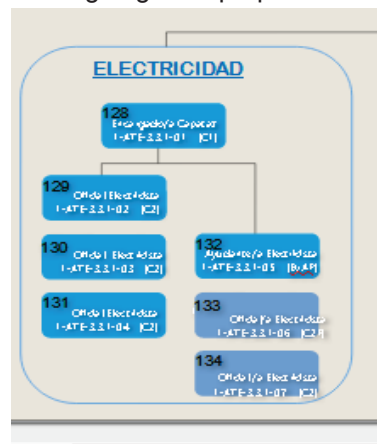 ELECTRICIDAD
128
Encargado/a Capataz
1-ATE-3.3.1-01 (C1)
129
Oficial Electricista
1-ATE-3.3.1-02 (C2)
130
Oficial Electricista
1-ATE-3.3.1-03 (C2)
131
Oficial Electricista
1-ATE-3.3.1-04 (C2)
132
Ayudante/a Electricista
1-ATE-3.3.1-05
133
Oficial/a Electricista
1-ATE-3.3.1-06
134
Oficial/a Electricista
1-ATE-3.3.1-07 (C2)